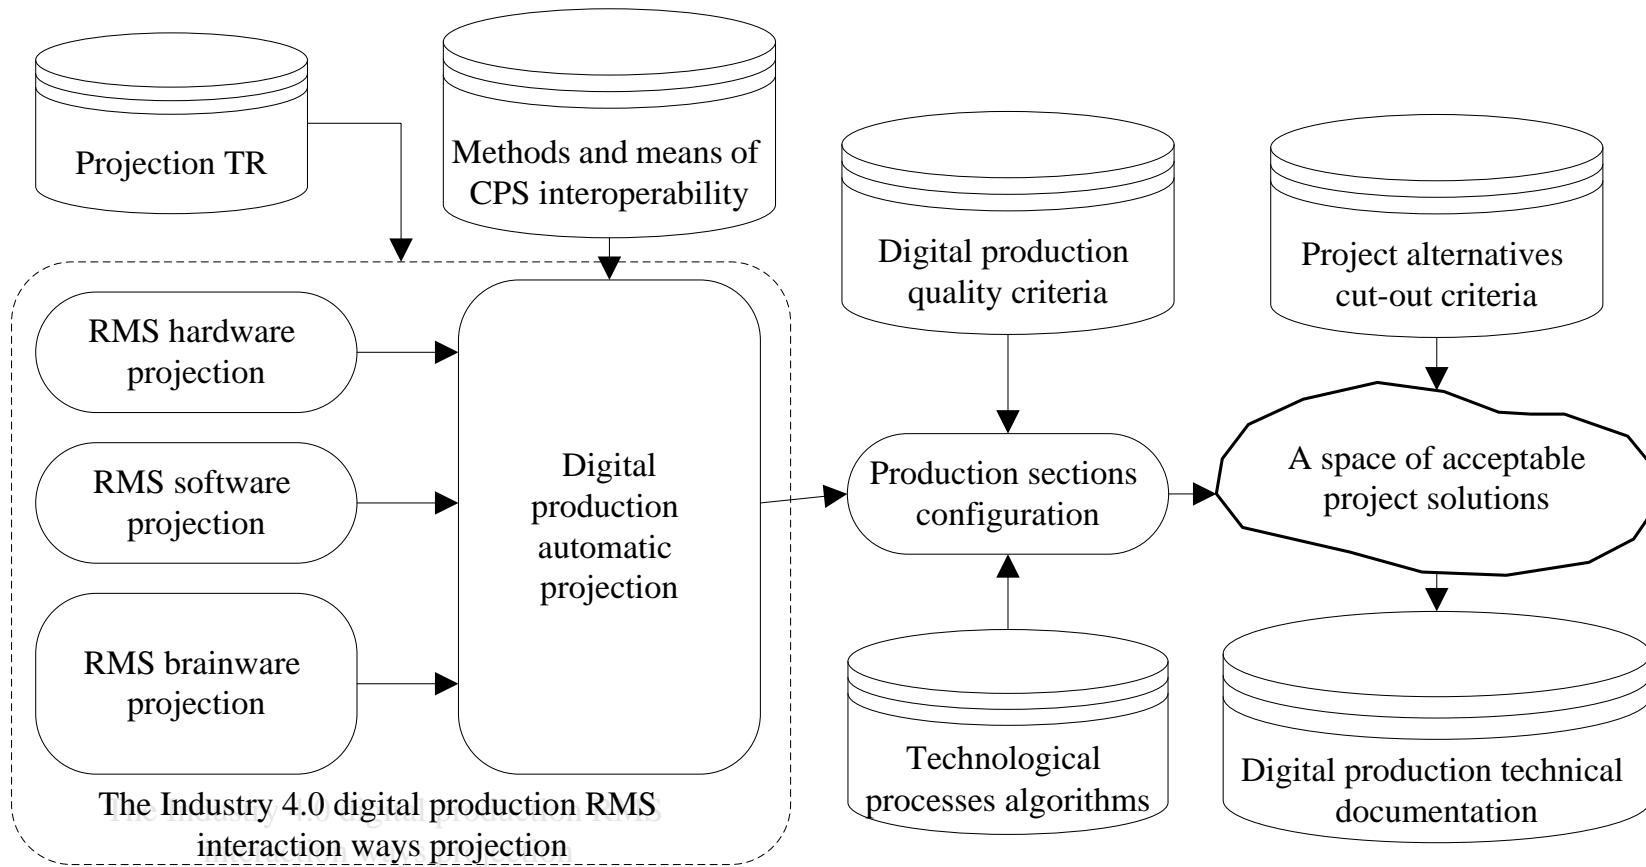 Projection TR
Methods and means of
CPS interoperability
Digital production
quality criteria
Project alternatives
cut-out criteria
RMS hardware
projection
RMS software
projection
RMS brainware
projection
Digital
production
automatic
projection
Production sections
configuration
A space of acceptable
project solutions
Technological
processes algorithms
Digital production technical
documentation
The Industry 4.0 digital production RMS
interaction ways projection